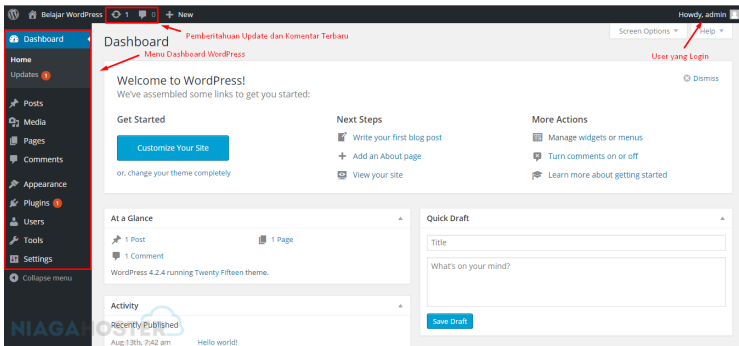 Belajar WordPress 1 0 + New Howdy, admin
Pemberitahuan Update dan Komentar Terbaru
Menu Dashboard WordPress
User yang Login
Dashboard
Home
Updates 1
Posts
Media
Pages
Comments
Appearance
Plugins 1
Users
Tools
Settings
Collapse menu
Dashboard
Screen Options Help
Welcome to WordPress!
Dismiss
We've assembled some links to get you started:
Get Started
Customize Your Site
or, change your theme completely
Next Steps
Write your first blog post
Add an About page
View your site
More Actions
Manage widgets or menus
Turn comments on or off
Learn more about getting started
At a Glance
1 Post 1 Page
1 Comment
WordPress 4.2.4 running Twenty Fifteen theme.
Activity
Recently Published
Aug 13th, 7:42 am Hello world!
Quick Draft
Title
What's on your mind?
Save Draft
NIAGAHOSTER